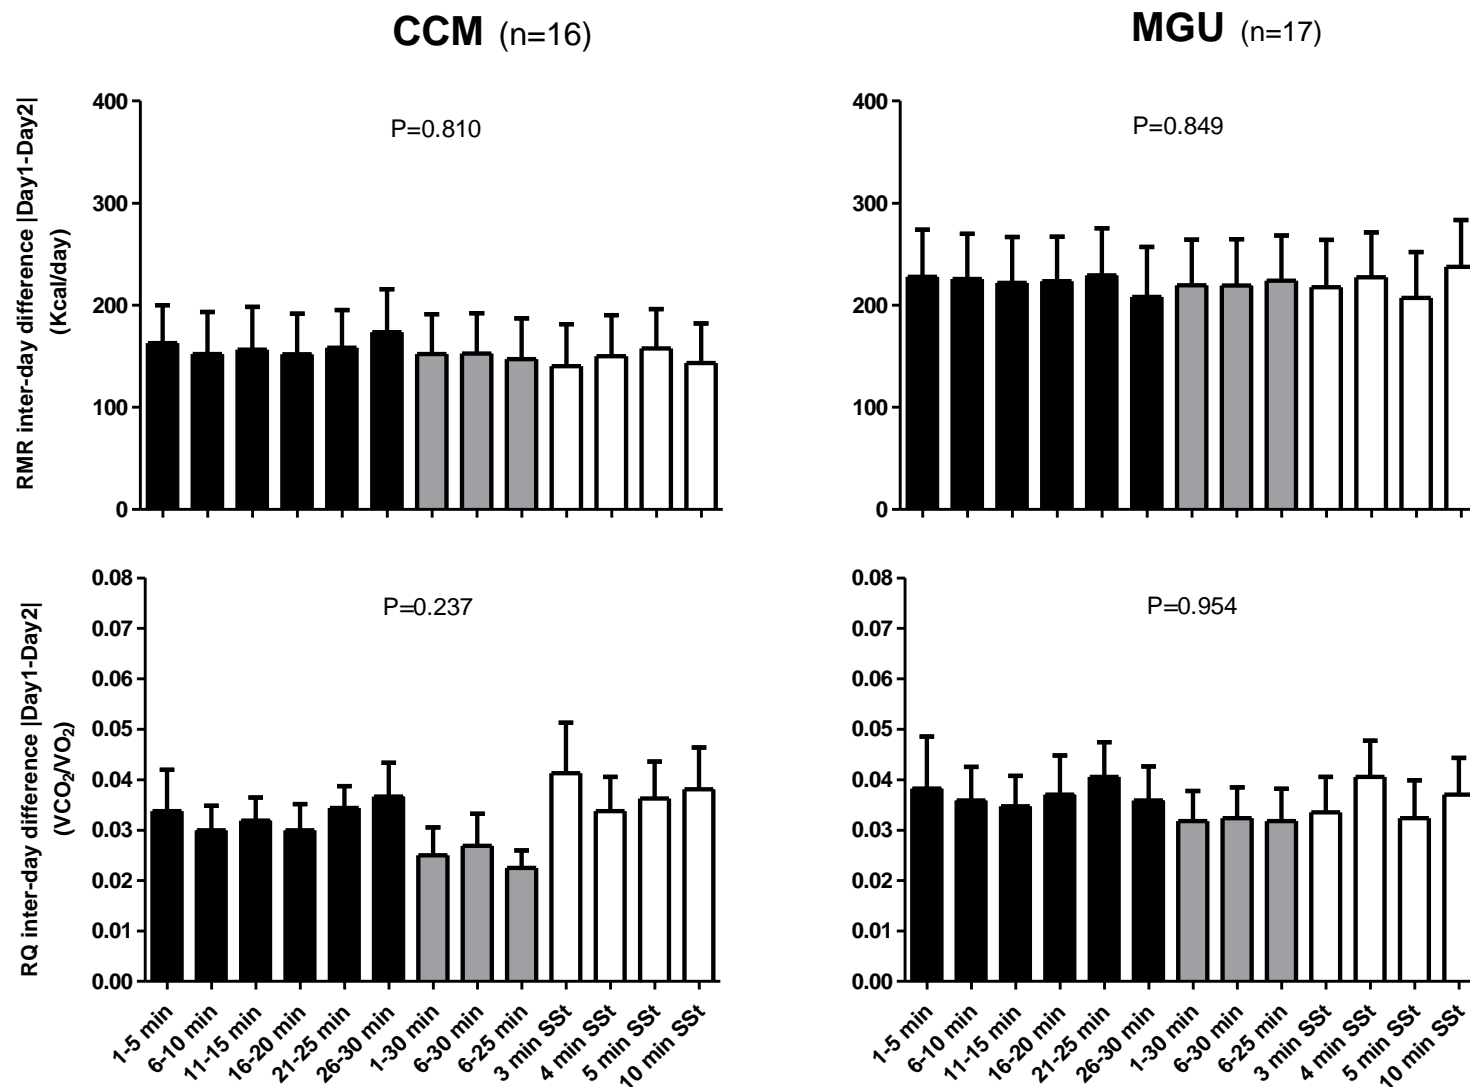 CCM (n=16)
MGU (n=17)
RMR inter-day difference |Day1-Day2|
(Kcal/day)
400
300
200
100
0
P=0.810
400
300
200
100
0
P=0.849
RQ inter-day difference |Day1-Day2|
(VCO₂/VO₂)
0.08
0.07
0.06
0.05
0.04
0.03
0.02
0.01
0.00
P=0.237
1-5 min
6-10 min
11-15 min
16-20 min
21-25 min
26-30 min
1-30 min
6-30 min
6-25 min
3 min SSt
4 min SSt
5 min SSt
10 min SSt
0.08
0.07
0.06
0.05
0.04
0.03
0.02
0.01
0.00
P=0.954
1-5 min
6-10 min
11-15 min
16-20 min
21-25 min
26-30 min
1-30 min
6-30 min
6-25 min
3 min SSt
4 min SSt
5 min SSt
10 min SSt